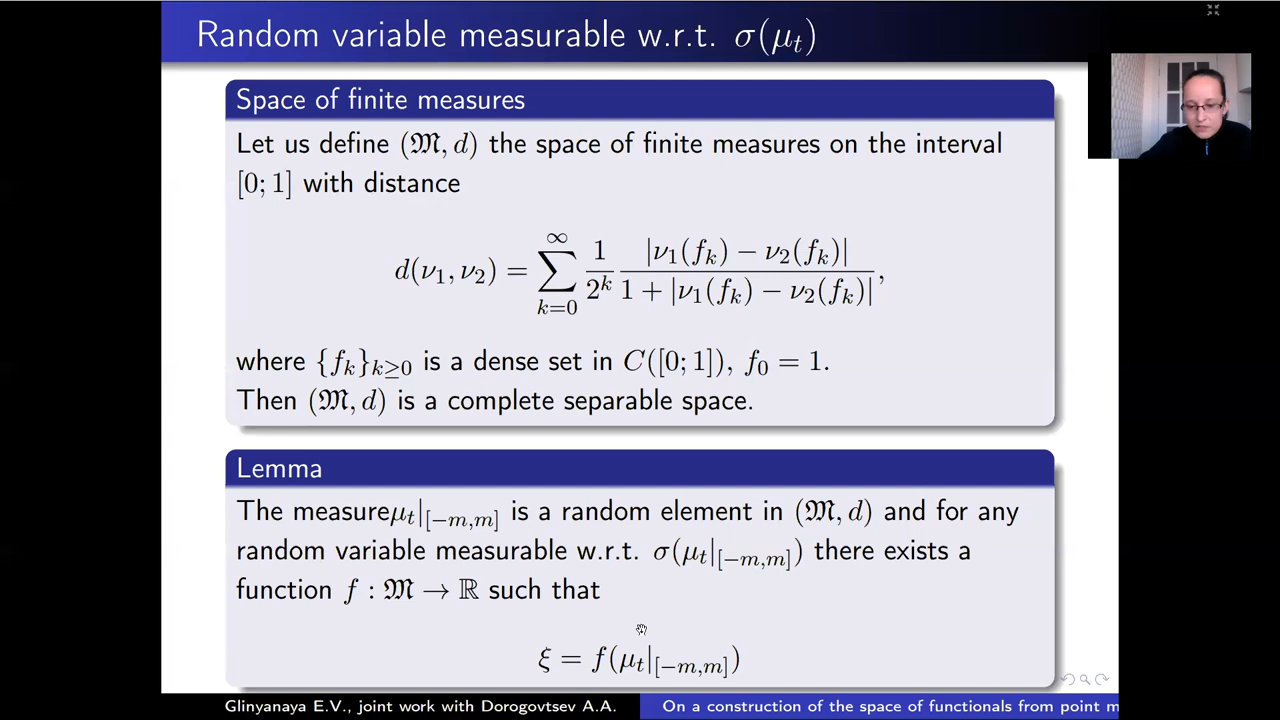 Random variable measurable w.r.t. σ(μ_t)
Space of finite measures
Let us define (𝔐, d) the space of finite measures on the interval
[0; 1] with distance
d(ν_1, ν_2) = \sum_{k=0}^{∞} \frac{1}{2^k} \frac{|ν_1(f_k) − ν_2(f_k)|}{1 + |ν_1(f_k) − ν_2(f_k)|},
where {f_k}_{k≥0} is a dense set in C([0; 1]), f_0 = 1.
Then (𝔐, d) is a complete separable space.
Lemma
The measureμ_t|_{[−m,m]} is a random element in (𝔐, d) and for any
random variable measurable w.r.t. σ(μ_t|_{[−m,m]}) there exists a
function f : 𝔐 → ℝ such that
ξ = f(μ_t|_{[−m,m]})
Glinyanaya E.V., joint work with Dorogovtsev A.A.
On a construction of the space of functionals from point m